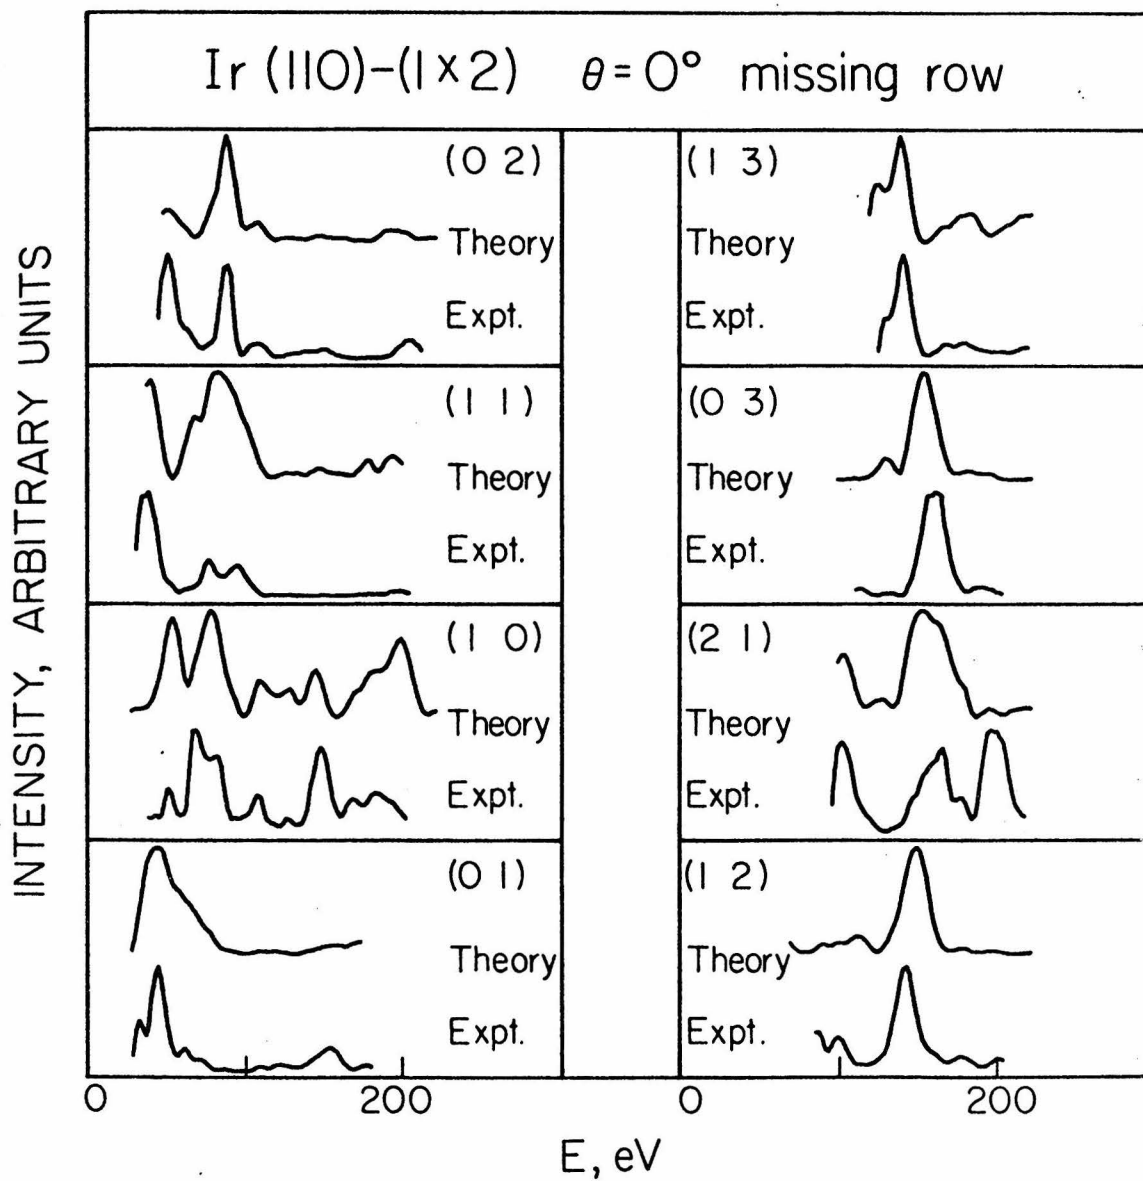 Ir (110)-(1×2) θ = 0° missing row
INTENSITY, ARBITRARY UNITS
(0 2)
Theory
Expt.
(1 1)
Theory
Expt.
(1 0)
Theory
Expt.
(0 1)
Theory
Expt.
(1 3)
Theory
Expt.
(0 3)
Theory
Expt.
(2 1)
Theory
Expt.
(1 2)
Theory
Expt.
0 200 0 200
E, eV